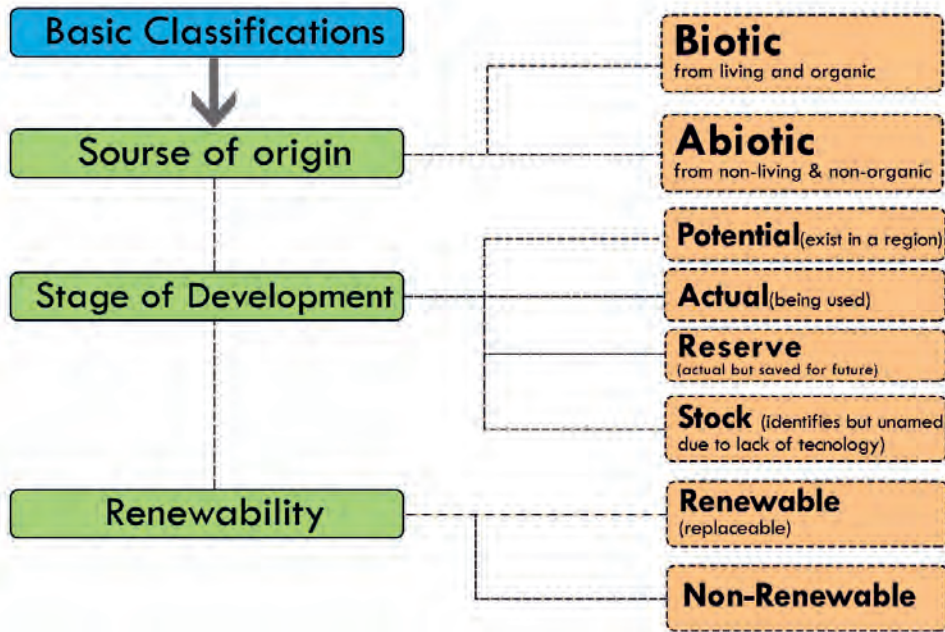 Basic Classifications
Biotic
from living and organic
Sourse of origin
Abiotic
from non-living & non-organic
Potential(exist in a region)
Stage of Development
Actual(being used)
Reserve
(actual but saved for future)
Stock (identifies but unamed
due to lack of tecnology)
Renewability
Renewable
(replaceable)
Non-Renewable